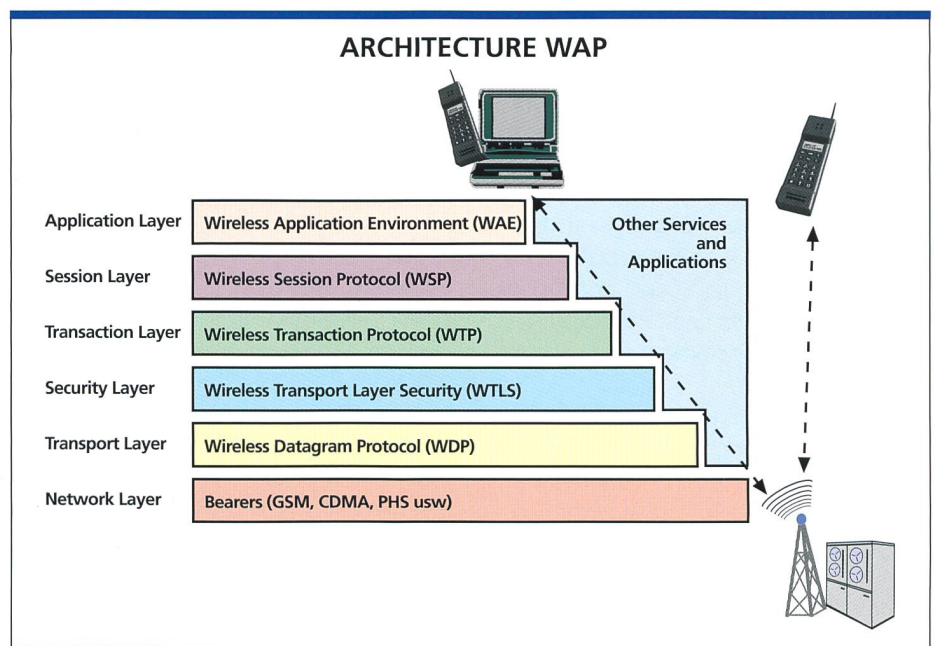 ARCHITECTURE WAP
Application Layer
Wireless Application Environment (WAE)
Other Services
and
Applications
Session Layer
Wireless Session Protocol (WSP)
Transaction Layer
Wireless Transaction Protocol (WTP)
Security Layer
Wireless Transport Layer Security (WTLS)
Transport Layer
Wireless Datagram Protocol (WDP)
Network Layer
Bearers (GSM, CDMA, PHS usw)